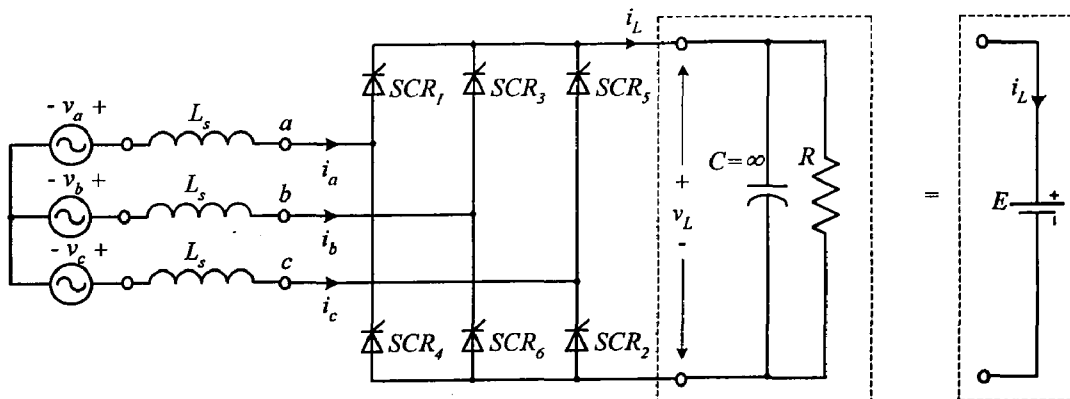 i_L
i_L
SCR_1
SCR_3
SCR_5
- v_a +
L_s
a
i_a
- v_b +
L_s
b
i_b
- v_c +
L_s
c
i_c
+
v_L
-
C=∞
R
=
E
+
-
SCR_4
SCR_6
SCR_2